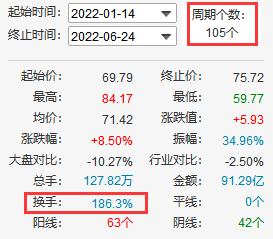 起始时间: 2022-01-14 周期个数:
终止时间: 2022-06-24 105个
起始价: 69.79 终止价: 75.72
最高: 84.17 最低: 59.77
均价: 71.42 涨跌值: +5.93
涨跌幅: +8.50% 振幅: 34.96%
大盘对比: -10.27% 行业对比: -2.50%
总手: 127.82万 金额: 91.29亿
换手: 186.3% 平线: 0个
阳线: 63个 阴线: 42个